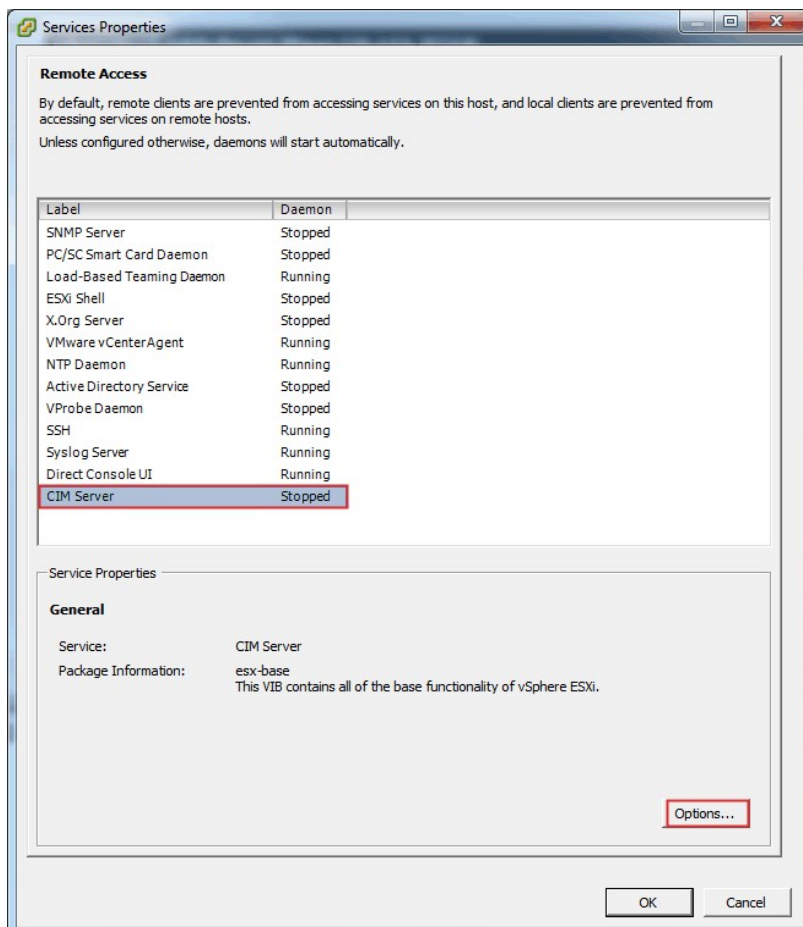 Services Properties
Remote Access
By default, remote clients are prevented from accessing services on this host, and local clients are prevented from
accessing services on remote hosts.
Unless configured otherwise, daemons will start automatically.
Label Daemon
SNMP Server Stopped
PC/SC Smart Card Daemon Stopped
Load-Based Teaming Daemon Running
ESXi Shell Stopped
X.Org Server Stopped
VMware vCenterAgent Running
NTP Daemon Running
Active Directory Service Stopped
VProbe Daemon Stopped
SSH Running
Syslog Server Running
Direct Console UI Running
CIM Server Stopped
Service Properties
General
Service: CIM Server
Package Information: esx-base
This VIB contains all of the base functionality of vSphere ESXi.
Options...
OK Cancel